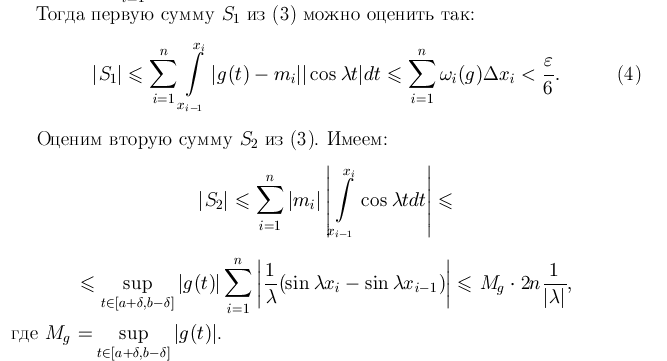 Тогда первую сумму S₁ из (3) можно оценить так:
|S₁| ⩽ ∑_{i=1}^{n} ∫_{x_{i−1}}^{x_i} |g(t) − m_i||cos λt|dt ⩽ ∑_{i=1}^{n} ω_i(g)Δx_i < ε/6. (4)
Оценим вторую сумму S₂ из (3). Имеем:
|S₂| ⩽ ∑_{i=1}^{n} |m_i| |∫_{x_{i−1}}^{x_i} cos λtdt| ⩽
⩽ sup_{t∈[a+δ,b−δ]} |g(t)| ∑_{i=1}^{n} |1/λ (sin λx_i − sin λx_{i−1})| ⩽ M_g · 2n 1/|λ|,
где M_g = sup_{t∈[a+δ,b−δ]} |g(t)|.